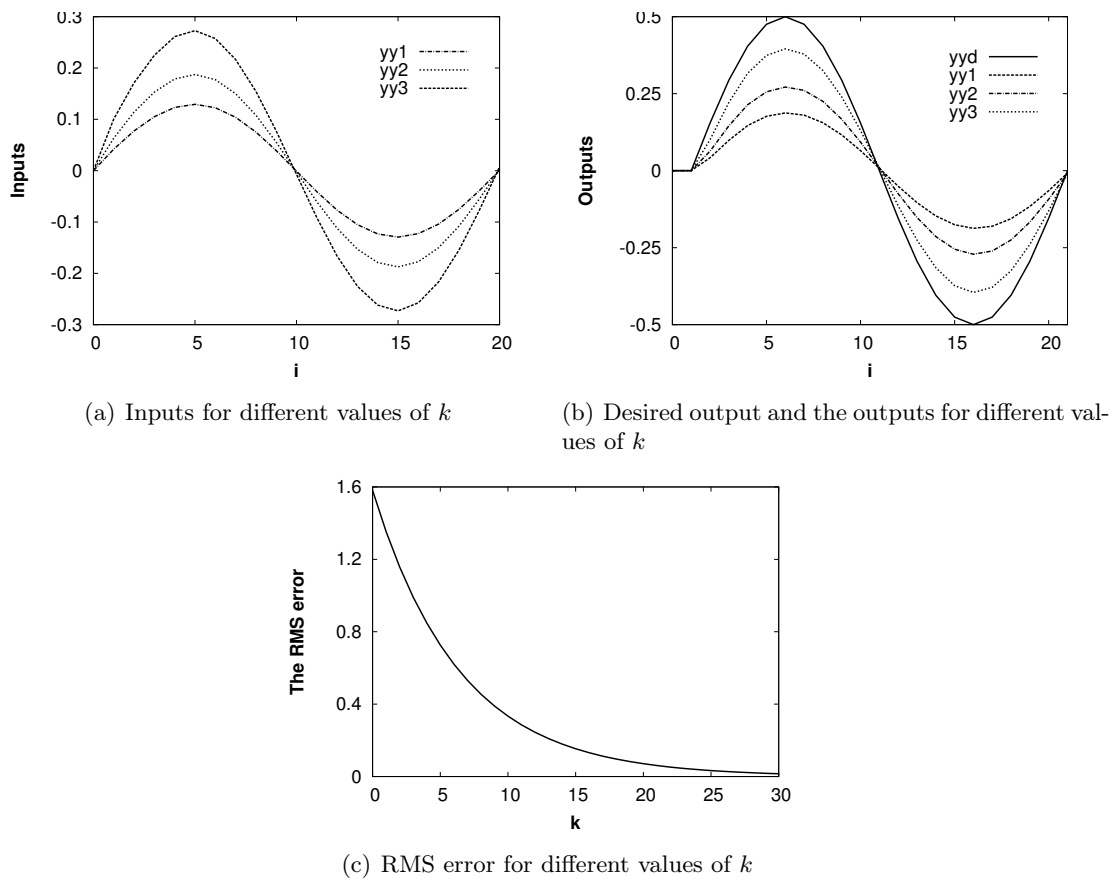 0.3
0.2
0.1
0
-0.1
-0.2
-0.3
0
5
10
15
20
Inputs
i
yy1
yy2
yy3
(a) Inputs for different values of k
0.5
0.25
0
-0.25
-0.5
0
5
10
15
20
Outputs
i
yyd
yy1
yy2
yy3
(b) Desired output and the outputs for different val-
ues of k
1.6
1.2
0.8
0.4
0
0
5
10
15
20
25
30
The RMS error
k
(c) RMS error for different values of k